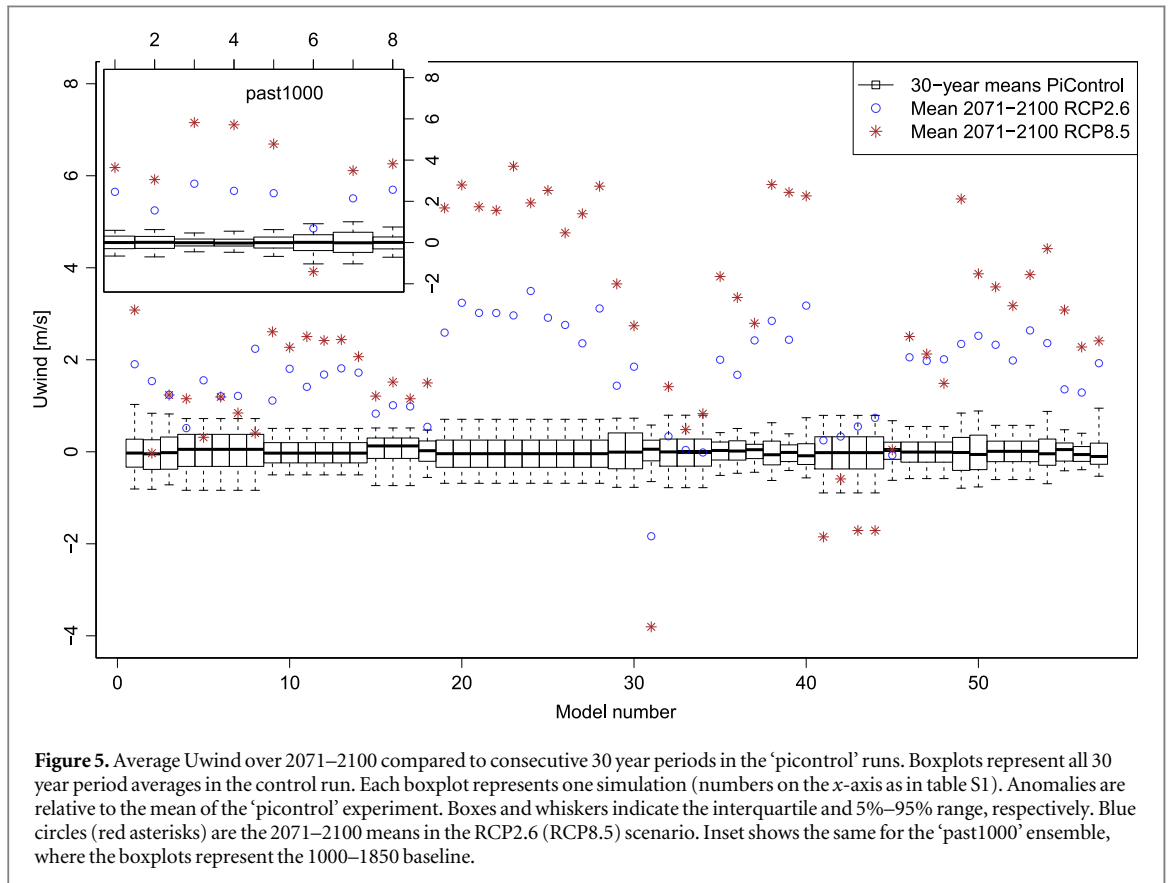 2 4 6 8
past1000
8
6
4
2
0
−2
30−year means PiControl
Mean 2071−2100 RCP2.6
Mean 2071−2100 RCP8.5
8
6
4
2
0
−2
−4
Uwind [m/s]
0 10 20 30 40 50
Model number
Figure 5. Average Uwind over 2071–2100 compared to consecutive 30 year periods in the ‘picontrol’ runs. Boxplots represent all 30
year period averages in the control run. Each boxplot represents one simulation (numbers on the x-axis as in table S1). Anomalies are
relative to the mean of the ‘picontrol’ experiment. Boxes and whiskers indicate the interquartile and 5%–95% range, respectively. Blue
circles (red asterisks) are the 2071–2100 means in the RCP2.6 (RCP8.5) scenario. Inset shows the same for the ‘past1000’ ensemble,
where the boxplots represent the 1000–1850 baseline.